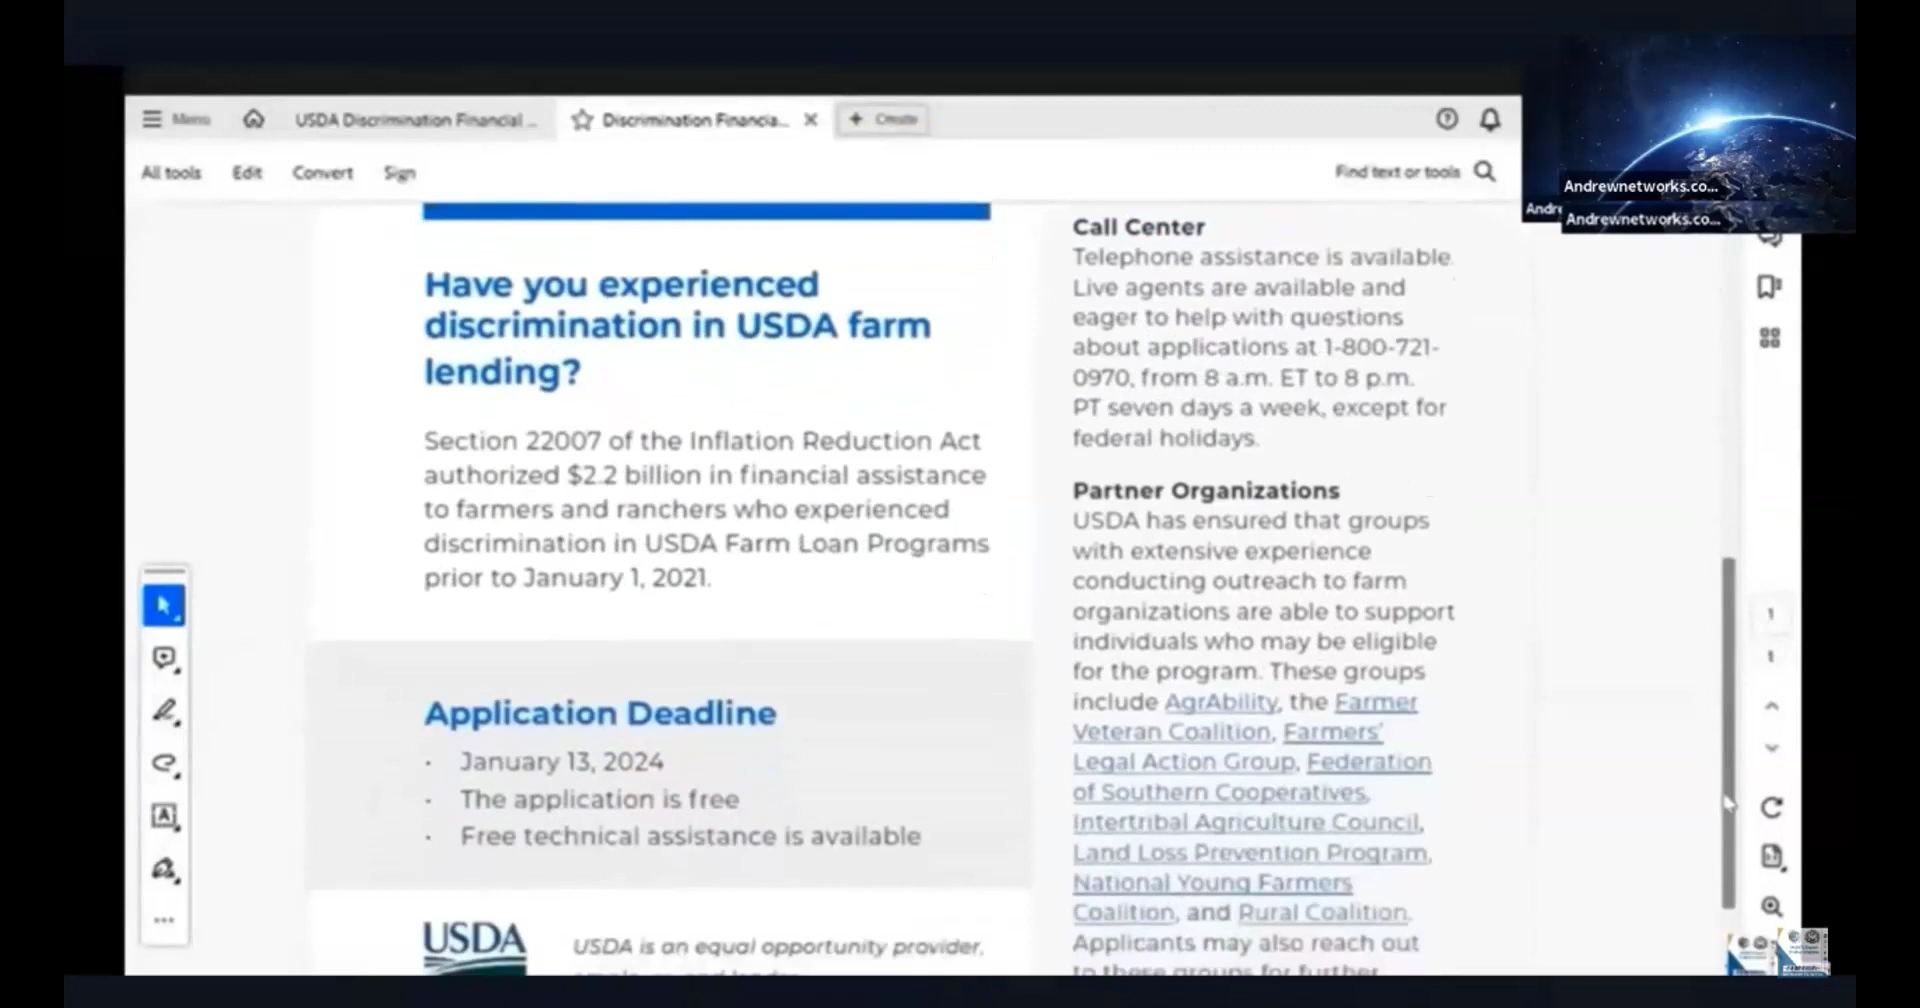 Menu
USDA Discrimination Financial ...
Discrimination Financia...
Create
All tools
Edit
Convert
Sign
Find text or tools
Andrewnetworks.co...
Andre
Andrewnetworks.co...
Have you experienced
discrimination in USDA farm
lending?
Section 22007 of the Inflation Reduction Act
authorized $2.2 billion in financial assistance
to farmers and ranchers who experienced
discrimination in USDA Farm Loan Programs
prior to January 1, 2021.
Application Deadline
· January 13, 2024
· The application is free
· Free technical assistance is available
USDA
USDA is an equal opportunity provider,
Call Center
Telephone assistance is available.
Live agents are available and
eager to help with questions
about applications at 1-800-721-
0970, from 8 a.m. ET to 8 p.m.
PT seven days a week, except for
federal holidays.
Partner Organizations
USDA has ensured that groups
with extensive experience
conducting outreach to farm
organizations are able to support
individuals who may be eligible
for the program. These groups
include AgrAbility, the Farmer
Veteran Coalition, Farmers'
Legal Action Group, Federation
of Southern Cooperatives,
Intertribal Agriculture Council,
Land Loss Prevention Program,
National Young Farmers
Coalition, and Rural Coalition.
Applicants may also reach out
to these groups for further
1
1